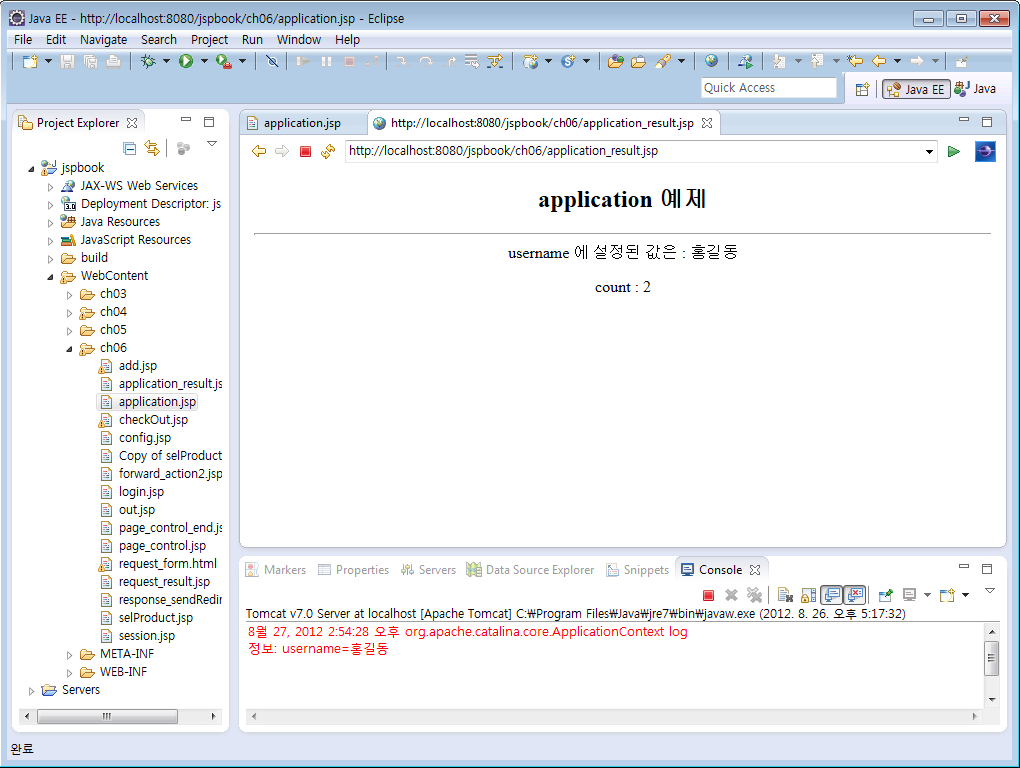 Java EE - http://localhost:8080/jspbook/ch06/application.jsp - Eclipse
File Edit Navigate Search Project Run Window Help
Quick Access
Java EE
Java
Project Explorer
jspbook
JAX-WS Web Services
3.0 Deployment Descriptor: js
Java Resources
JavaScript Resources
build
WebContent
ch03
ch04
ch05
ch06
add.jsp
application_result.js
application.jsp
checkOut.jsp
config.jsp
Copy of selProduct
forward_action2.jsp
login.jsp
out.jsp
page_control_end.js
page_control.jsp
request_form.html
request_result.jsp
response_sendRedir
selProduct.jsp
session.jsp
META-INF
WEB-INF
Servers
application.jsp
http://localhost:8080/jspbook/ch06/application_result.jsp
http://localhost:8080/jspbook/ch06/application_result.jsp
application 예제
username 에 설정된 값은 : 홍길동
count : 2
Markers Properties Servers Data Source Explorer Snippets Console
Tomcat v7.0 Server at localhost [Apache Tomcat] C:₩Program Files₩Java₩jre7₩bin₩javaw.exe (2012. 8. 26. 오후 5:17:32)
8월 27, 2012 2:54:28 오후 org.apache.catalina.core.ApplicationContext log
정보: username=홍길동
완료